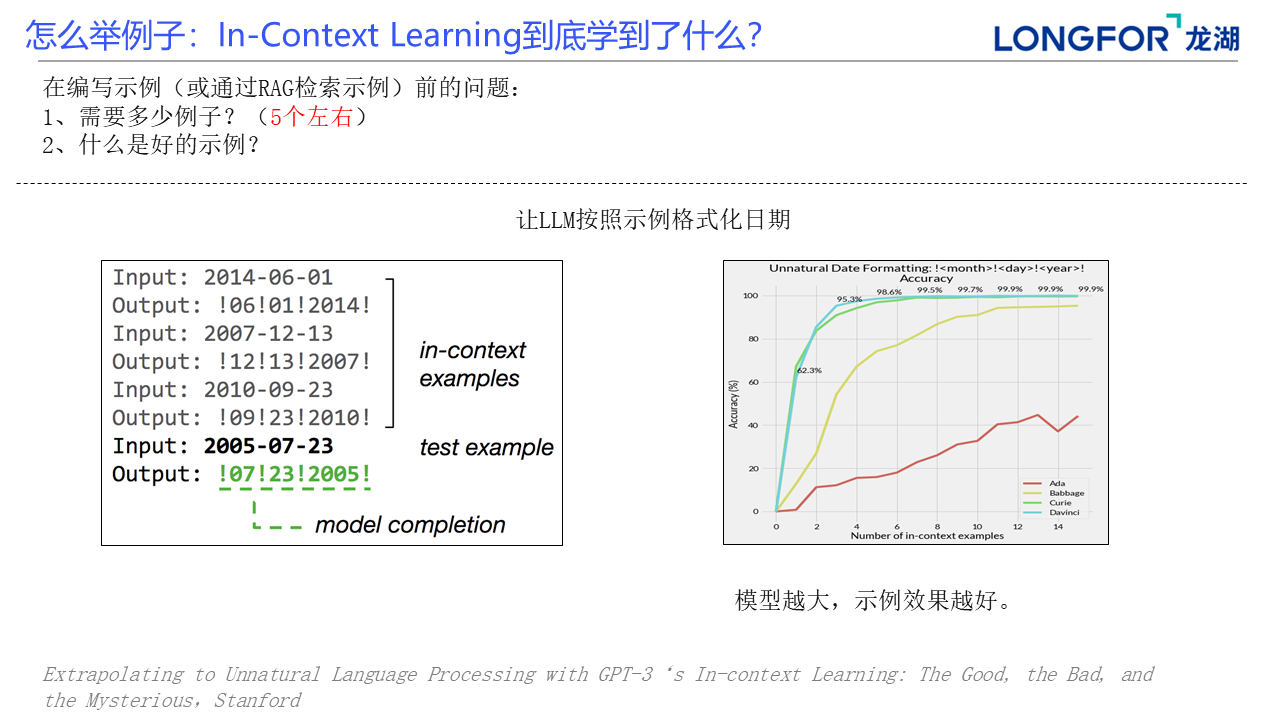 怎么举例子：In-Context Learning到底学到了什么？
LONGFOR 龙湖
在编写示例（或通过RAG检索示例）前的问题：
1、需要多少例子？（5个左右）
2、什么是好的示例？
让LLM按照示例格式化日期
Input: 2014-06-01
Output: !06!01!2014!
Input: 2007-12-13
Output: !12!13!2007!
Input: 2010-09-23
Output: !09!23!2010!
in-context
examples
Input: 2005-07-23
test example
Output: !07!23!2005!
model completion
Unnatural Date Formatting: !<month>!<day>!<year>!
Accuracy
95.3% 98.6% 99.5% 99.7% 99.9% 99.9% 99.9%
62.3%
Accuracy (%)
100
80
60
40
20
0
0 2 4 6 8 10 12 14
Number of in-context examples
Ada
Babbage
Curie
Davinci
模型越大，示例效果越好。
Extrapolating to Unnatural Language Processing with GPT-3‘s In-context Learning: The Good, the Bad, and
the Mysterious，Stanford